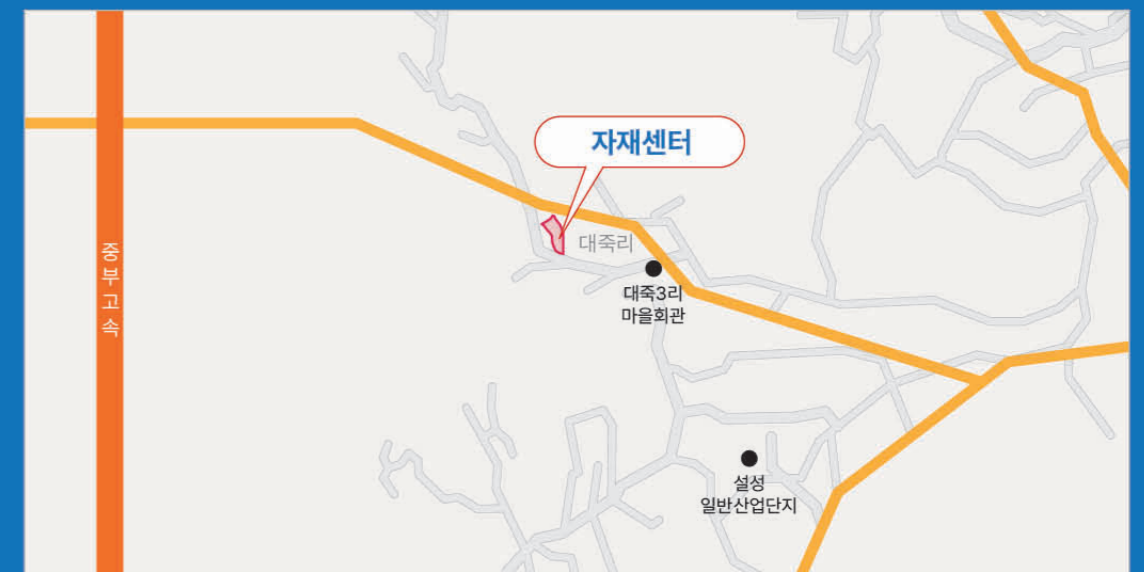 자재센터
대죽리
중부고속
대죽3리
마을회관
설성
일반산업단지